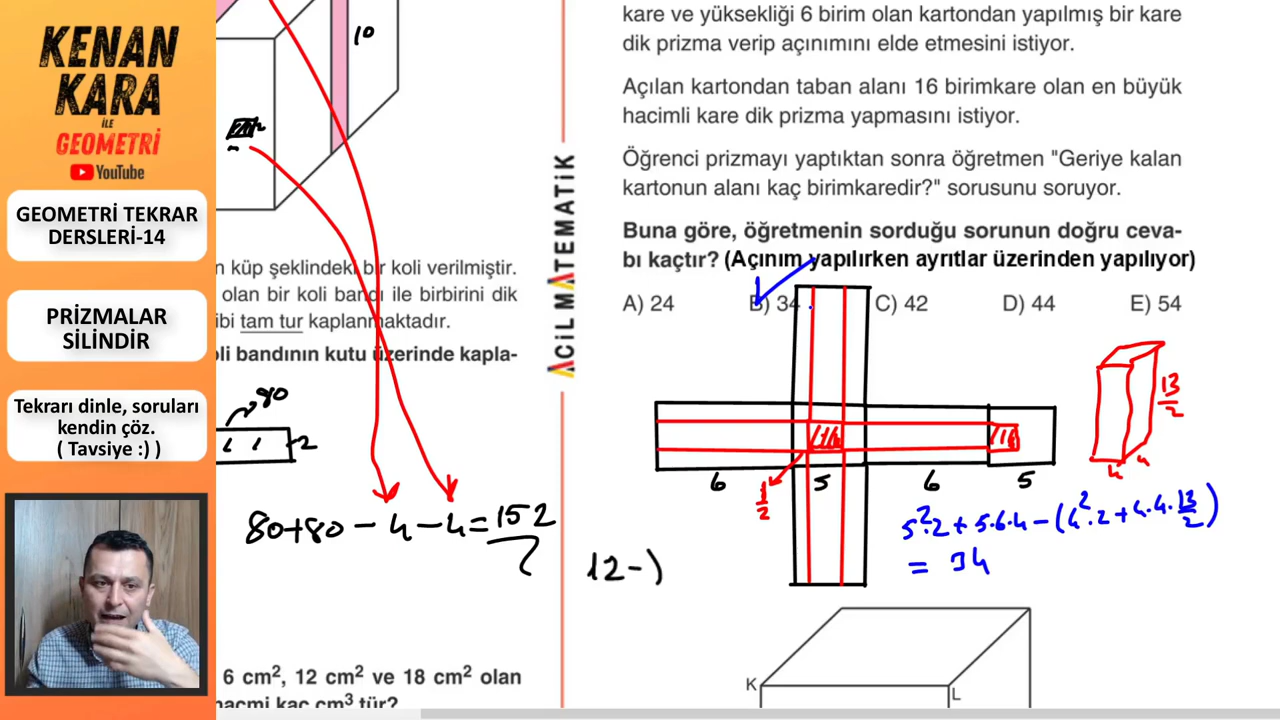 KENAN
KARA
İLE
GEOMETRİ
YouTube
GEOMETRİ TEKRAR
DERSLERİ-14
PRİZMALAR
SİLİNDİR
Tekrarı dinle, soruları
kendin çöz.
( Tavsiye :) )
10
n küp şeklindeki bir koli verilmiştir.
olan bir koli bandı ile birbirini dik
ibi tam tur kaplanmaktadır.
li bandının kutu üzerinde kapla-
80
2
80+80-4-4=152
6 cm², 12 cm² ve 18 cm² olan
hacmi kaç cm³ tür?
AÇILMATEMATİK
kare ve yüksekliği 6 birim olan kartondan yapılmış bir kare
dik prizma verip açınımını elde etmesini istiyor.
Açılan kartondan taban alanı 16 birimkare olan en büyük
hacimli kare dik prizma yapmasını istiyor.
Öğrenci prizmayı yaptıktan sonra öğretmen "Geriye kalan
kartonun alanı kaç birimkaredir?" sorusunu soruyor.
Buna göre, öğretmenin sorduğu sorunun doğru ceva-
bı kaçtır? (Açınım yapılırken ayrıtlar üzerinden yapılıyor)
A) 24 B) 34 C) 42 D) 44 E) 54
13/2
4 4
6 5 6 5
1/2
5².2+5.6.4-(4².2+4.4.13/2)
= 34
12-)
K L